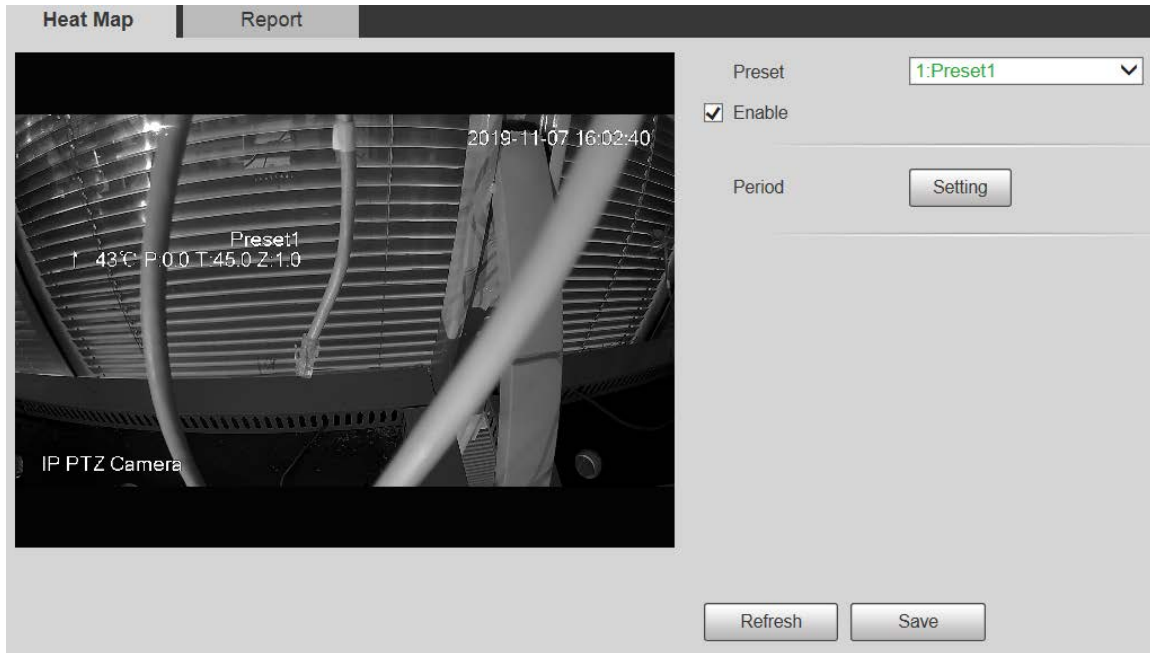 Heat Map
Report
2019-11-07 16:02:40
Preset1
↑ 43℃ P:0.0 T:45.0 Z:1.0
IP PTZ Camera
Preset
1:Preset1
Enable
Period
Setting
Refresh
Save